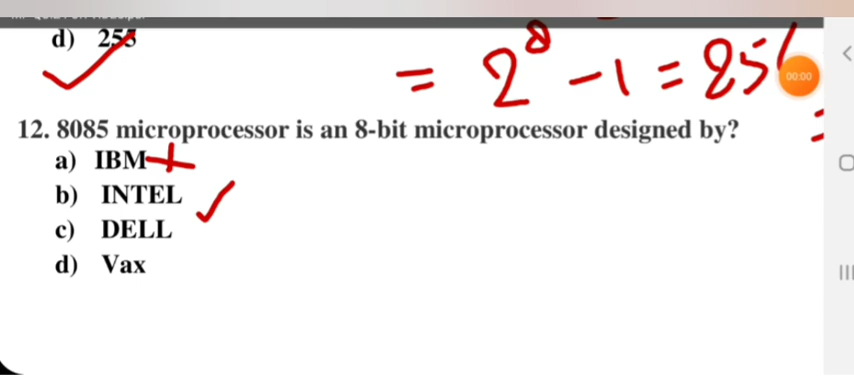 d) 255
= 2⁸ - 1 = 256
00:00
12. 8085 microprocessor is an 8-bit microprocessor designed by?
a) IBM
b) INTEL
c) DELL
d) Vax